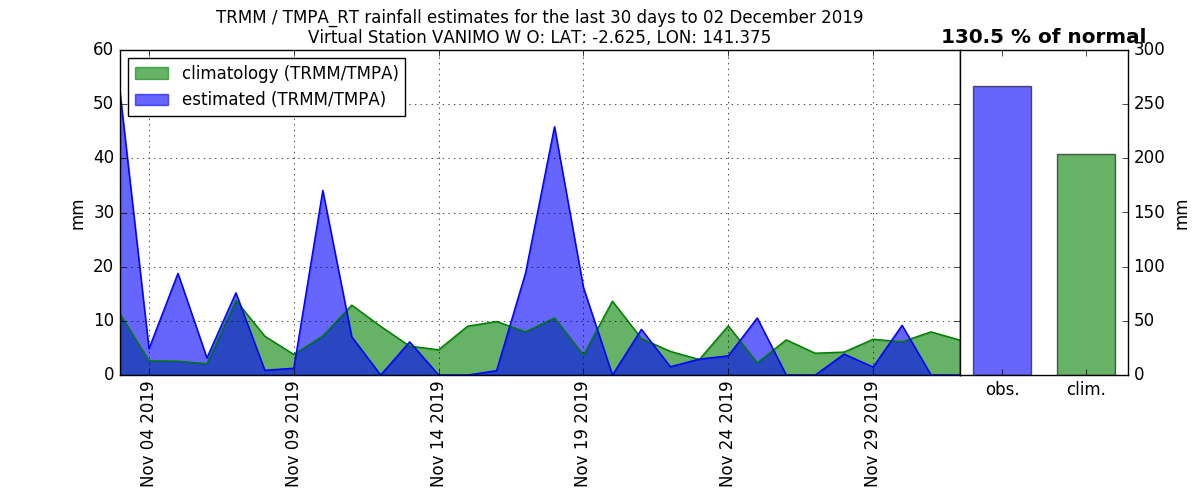 TRMM / TMPA_RT rainfall estimates for the last 30 days to 02 December 2019
Virtual Station VANIMO W O: LAT: -2.625, LON: 141.375
130.5 % of normal
climatology (TRMM/TMPA)
estimated (TRMM/TMPA)
60
50
40
30
20
10
0
mm
Nov 04 2019
Nov 09 2019
Nov 14 2019
Nov 19 2019
Nov 24 2019
Nov 29 2019
obs.
clim.
300
250
200
150
100
50
0
mm